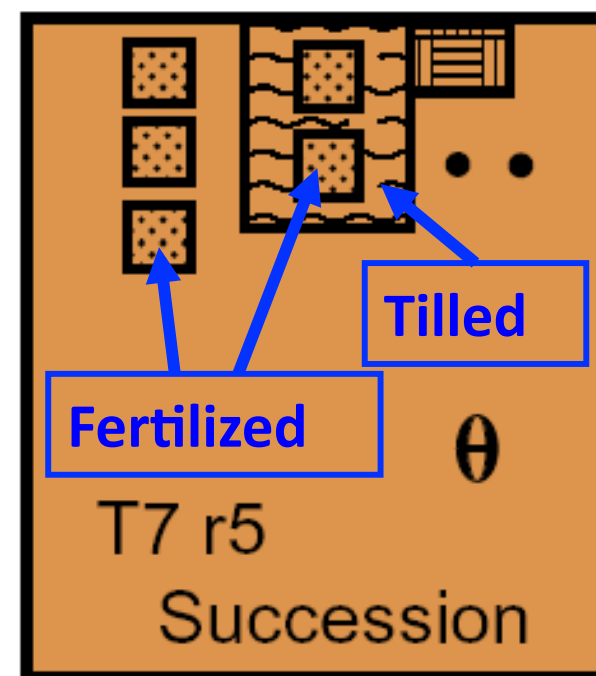 Tilled
Fertilized
θ
T7 r5
Succession